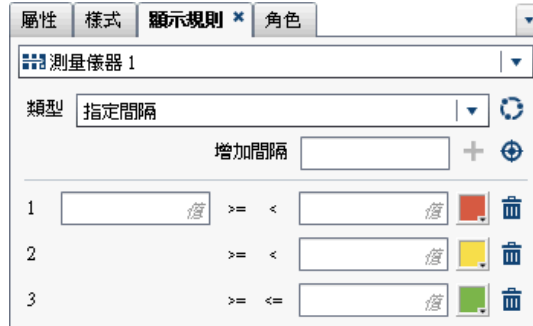 屬性 樣式 顯示規則 × 角色
測量儀器 1
類型 指定間隔
增加間隔
1 值 >= < 值
2 >= < 值
3 >= <= 值